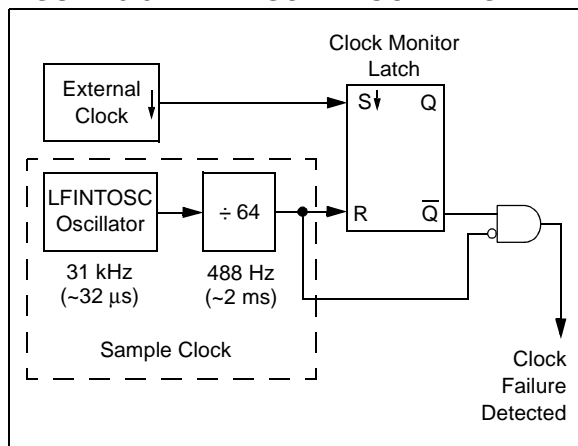 Clock Monitor
Latch
External
Clock
S
Q
LFINTOSC
Oscillator
÷ 64
R
Q̅
31 kHz
(~32 μs)
488 Hz
(~2 ms)
Sample Clock
Clock
Failure
Detected